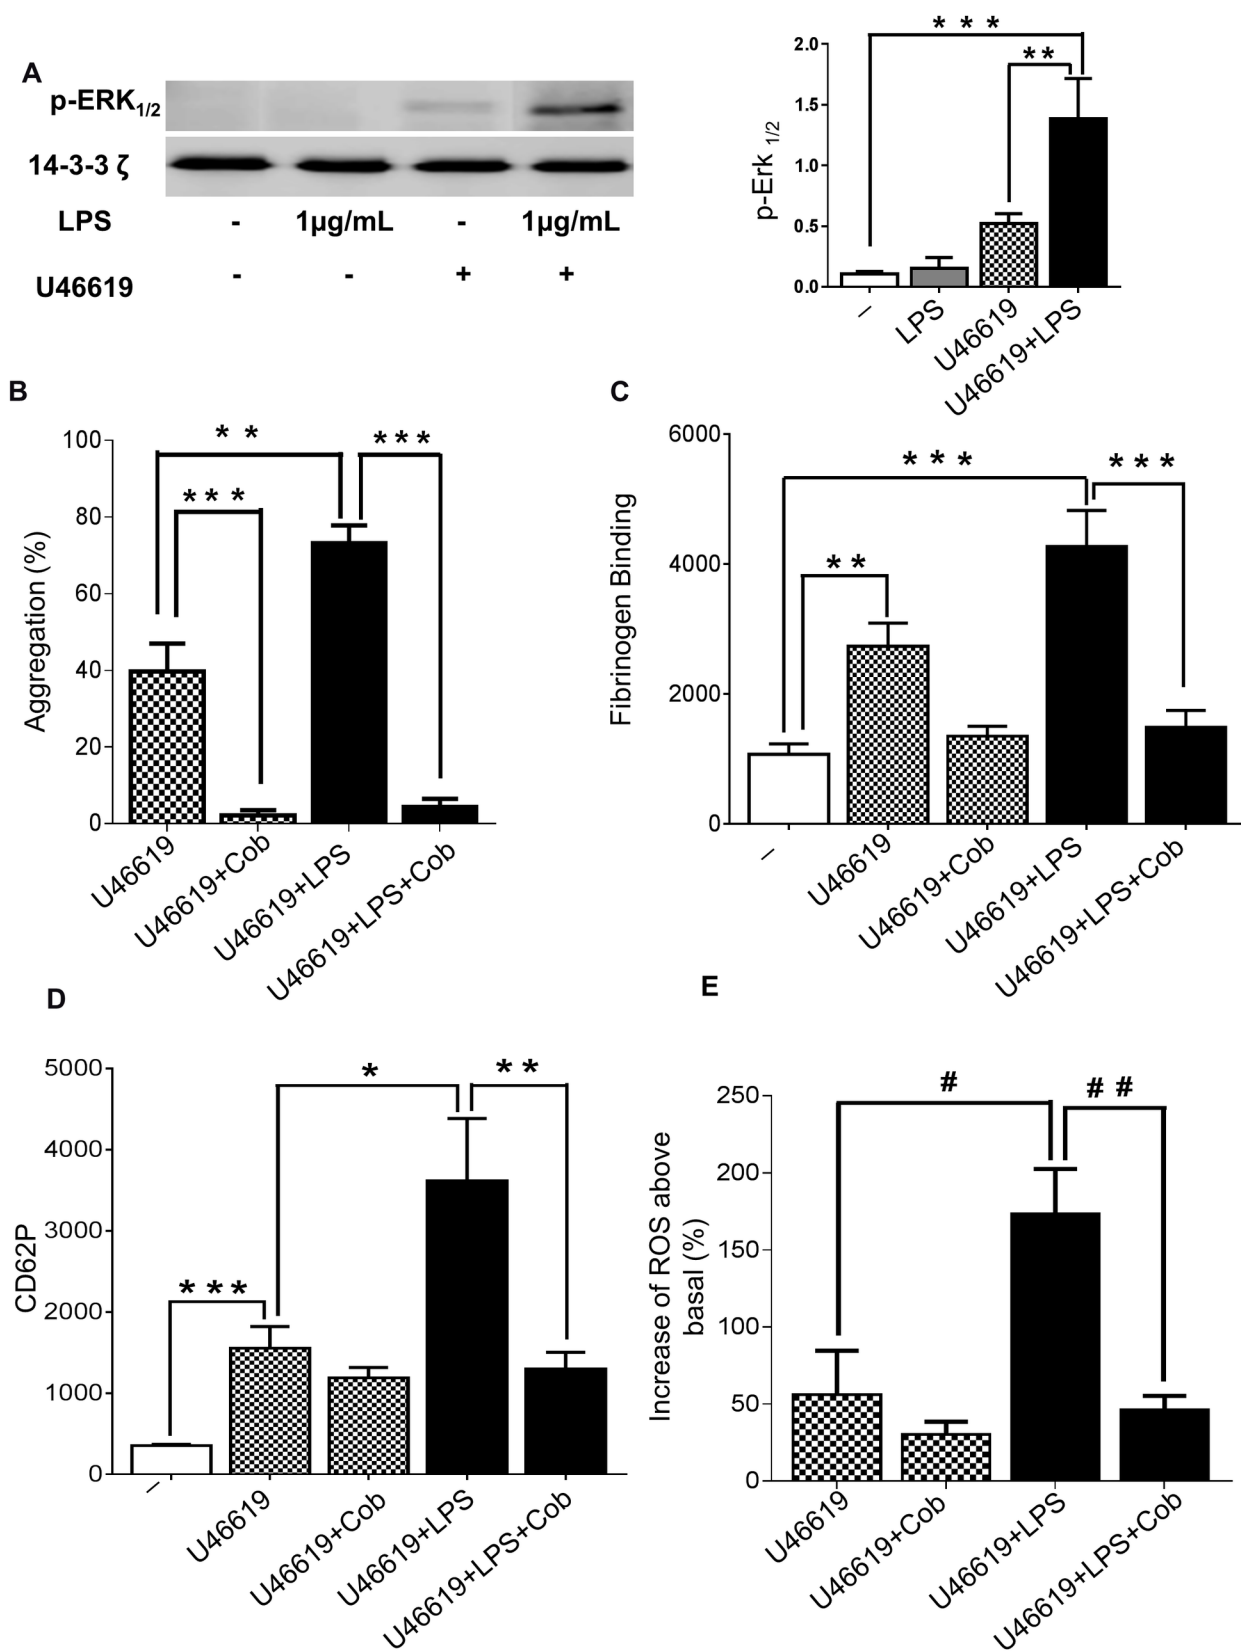 A
p-ERK1/2
14-3-3 ζ
LPS - 1µg/mL - 1µg/mL
U46619 - - + +
* * *
* *
2.0
1.5
1.0
0.5
0.0
p-Erk 1/2
– LPS U46619 U46619+LPS
B
* *
* * *
* * *
100
80
60
40
20
0
Aggregation (%)
U46619 U46619+Cob U46619+LPS U46619+LPS+Cob
C
* * *
* * *
* *
6000
4000
2000
0
Fibrinogen Binding
– U46619 U46619+Cob U46619+LPS U46619+LPS+Cob
D
*
* *
* * *
5000
4000
3000
2000
1000
0
CD62P
– U46619 U46619+Cob U46619+LPS U46619+LPS+Cob
E
#
# #
250
200
150
100
50
0
Increase of ROS above
basal (%)
U46619 U46619+Cob U46619+LPS U46619+LPS+Cob